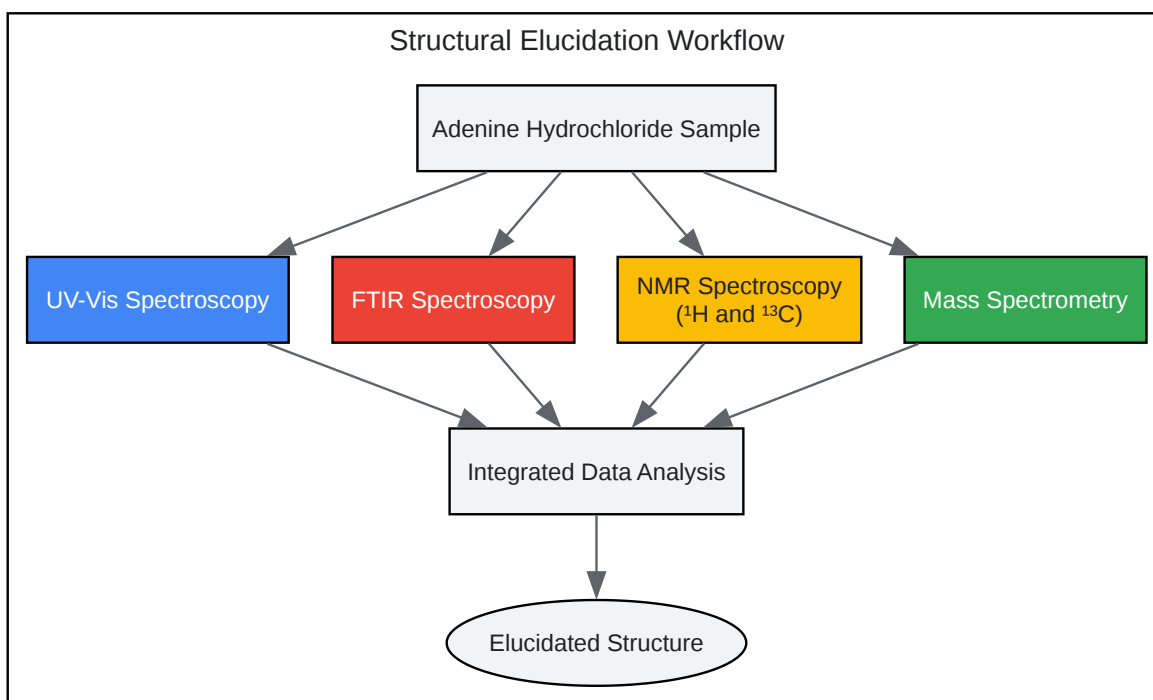 Structural Elucidation Workflow
Adenine Hydrochloride Sample
UV-Vis Spectroscopy
FTIR Spectroscopy
NMR Spectroscopy
(¹H and ¹³C)
Mass Spectrometry
Integrated Data Analysis
Elucidated Structure